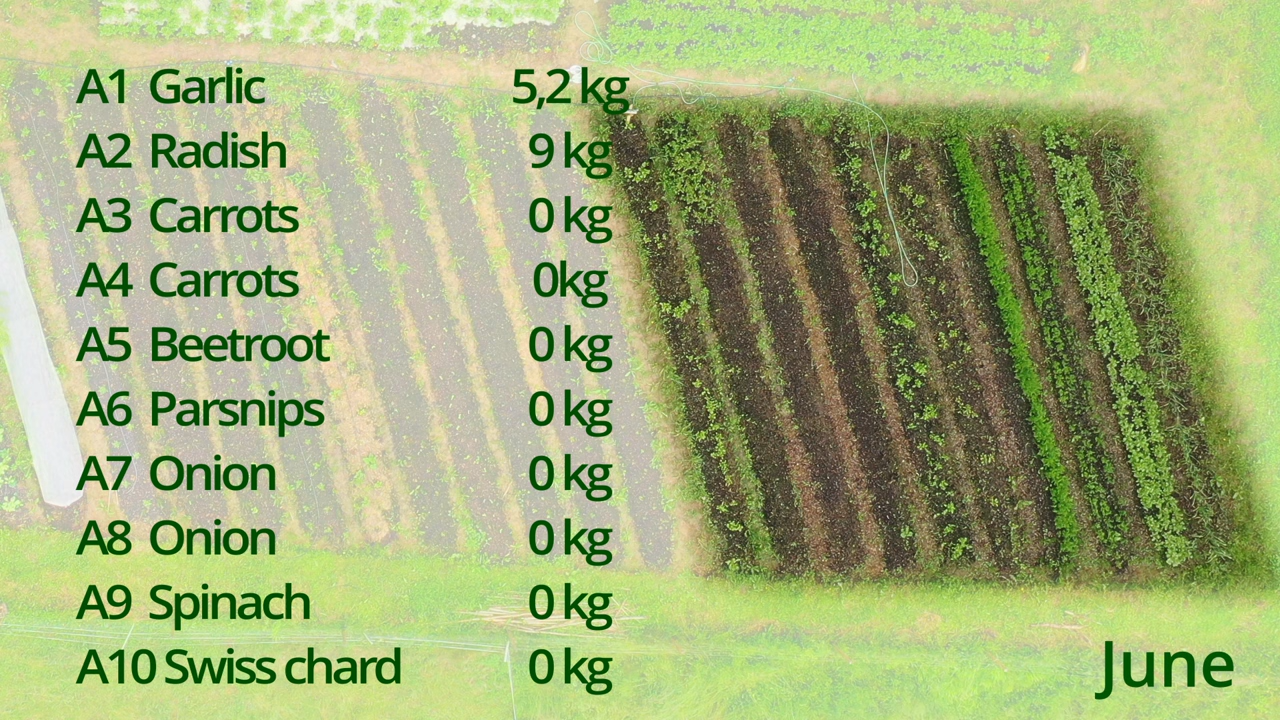 A1 Garlic 5,2 kg
A2 Radish 9 kg
A3 Carrots 0 kg
A4 Carrots 0kg
A5 Beetroot 0 kg
A6 Parsnips 0 kg
A7 Onion 0 kg
A8 Onion 0 kg
A9 Spinach 0 kg
A10 Swiss chard 0 kg
June